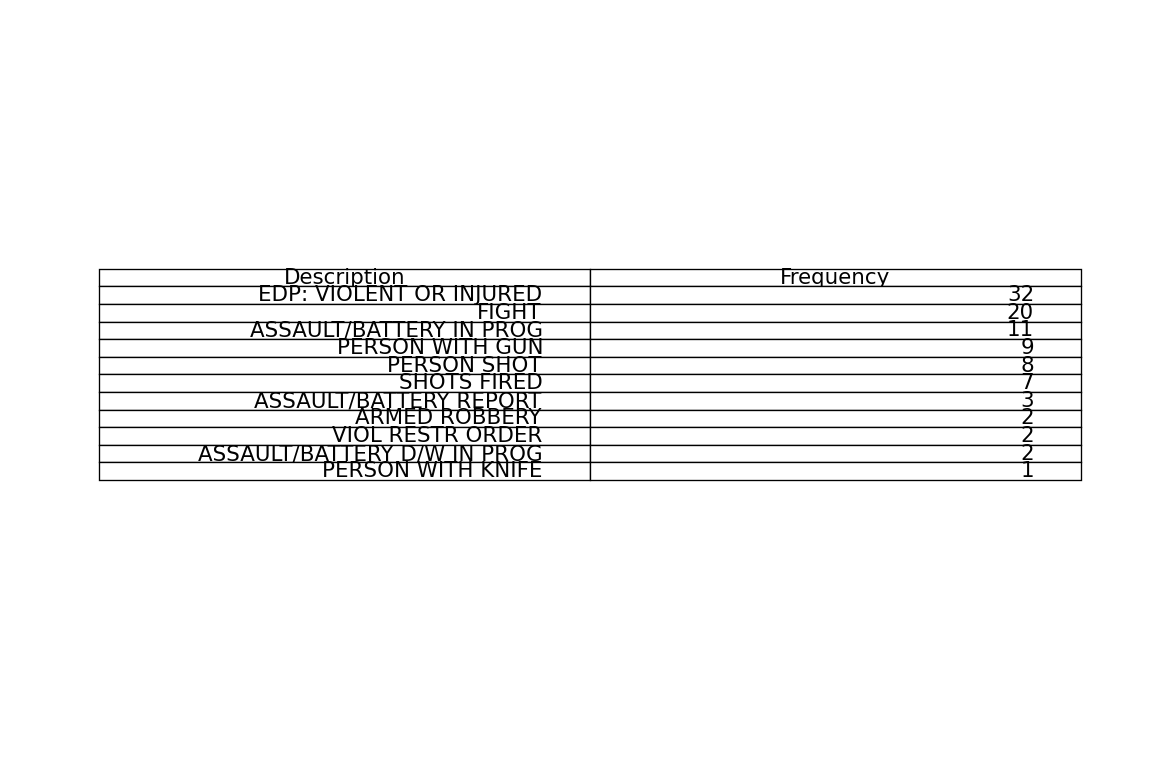 Description Frequency
EDP: VIOLENT OR INJURED 32
FIGHT 20
ASSAULT/BATTERY IN PROG 11
PERSON WITH GUN 9
PERSON SHOT 8
SHOTS FIRED 7
ASSAULT/BATTERY REPORT 3
ARMED ROBBERY 2
VIOL RESTR ORDER 2
ASSAULT/BATTERY D/W IN PROG 2
PERSON WITH KNIFE 1